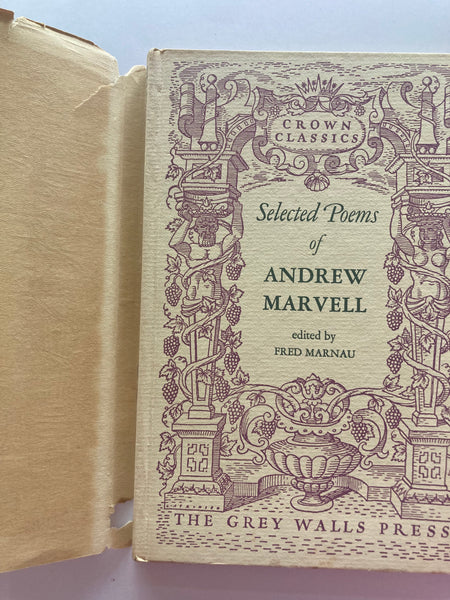 CROWN
CLASSICS
Selected Poems
of
ANDREW
MARVELL
edited by
FRED MARNAU
THE GREY WALLS PRESS